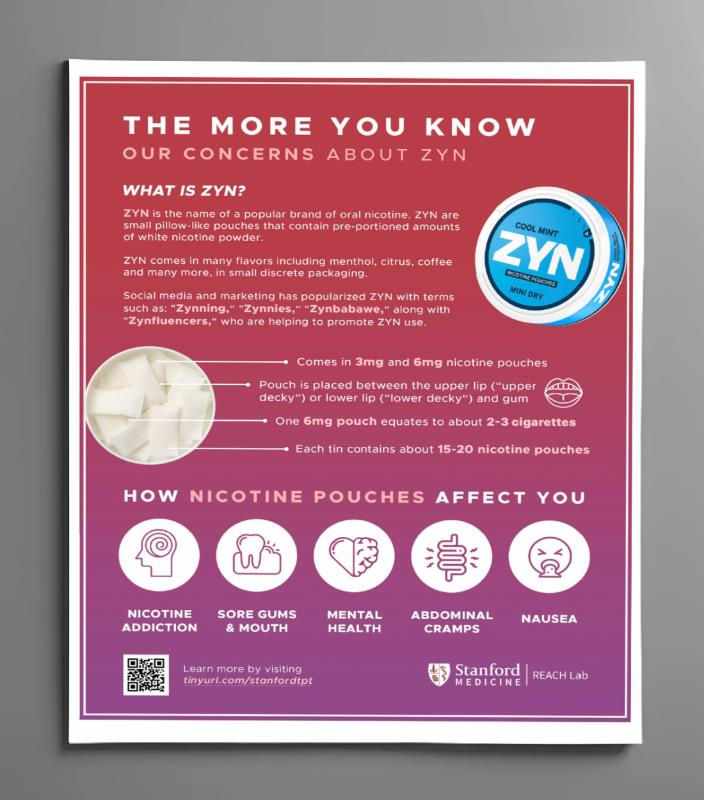 THE MORE YOU KNOW
OUR CONCERNS ABOUT ZYN
WHAT IS ZYN?
ZYN is the name of a popular brand of oral nicotine. ZYN are
small pillow-like pouches that contain pre-portioned amounts
of white nicotine powder.
ZYN comes in many flavors including menthol, citrus, coffee
and many more, in small discrete packaging.
Social media and marketing has popularized ZYN with terms
such as: "Zynning," "Zynnies," "Zynbabawe," along with
"Zynfluencers," who are helping to promote ZYN use.
COOL MINT
ZYN
NICOTINE POUCHES
MINI DRY
ZYN
Comes in 3mg and 6mg nicotine pouches
Pouch is placed between the upper lip ("upper
decky") or lower lip ("lower decky") and gum
One 6mg pouch equates to about 2-3 cigarettes
Each tin contains about 15-20 nicotine pouches
HOW NICOTINE POUCHES AFFECT YOU
NICOTINE
ADDICTION
SORE GUMS
& MOUTH
MENTAL
HEALTH
ABDOMINAL
CRAMPS
NAUSEA
Learn more by visiting
tinyurl.com/stanfordtpt
Stanford
MEDICINE
REACH Lab